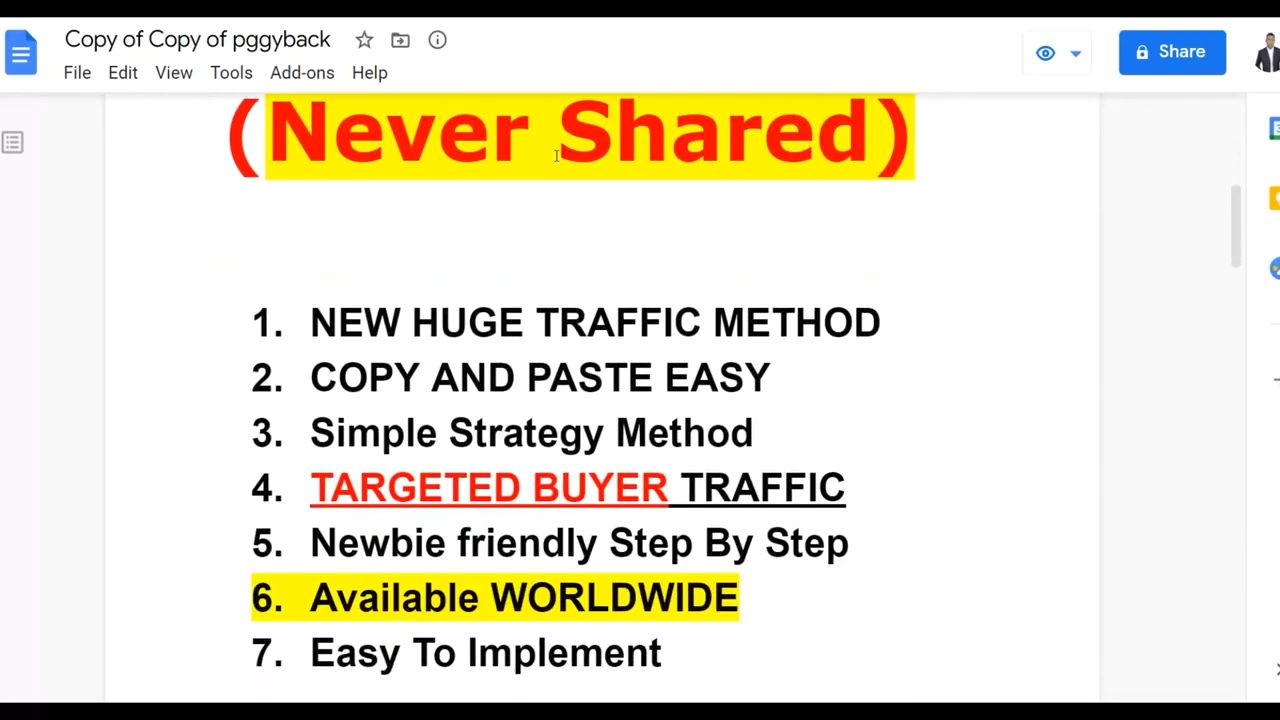 Copy of Copy of pggyback
File Edit View Tools Add-ons Help
Share
(Never Shared)
1. NEW HUGE TRAFFIC METHOD
2. COPY AND PASTE EASY
3. Simple Strategy Method
4. TARGETED BUYER TRAFFIC
5. Newbie friendly Step By Step
6. Available WORLDWIDE
7. Easy To Implement